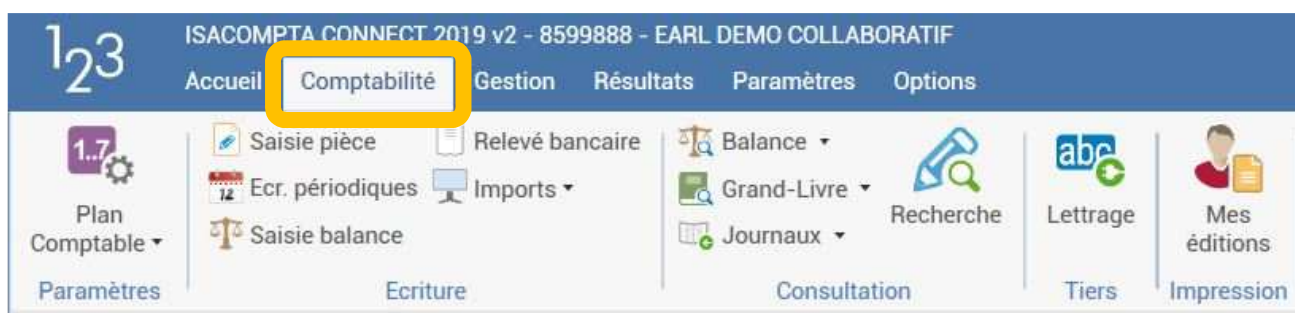 123
ISACOMPTA CONNECT 2019 v2 - 8599888 - EARL DEMO COLLABORATIF
Accueil Comptabilité Gestion Résultats Paramètres Options
1..7
Plan
Comptable
Paramètres
Saisie pièce
12 Ecr. périodiques
Saisie balance
Relevé bancaire
Imports
Ecriture
Balance
Grand-Livre
Journaux
Recherche
Consultation
abc
Lettrage
Tiers
Mes
éditions
Impression